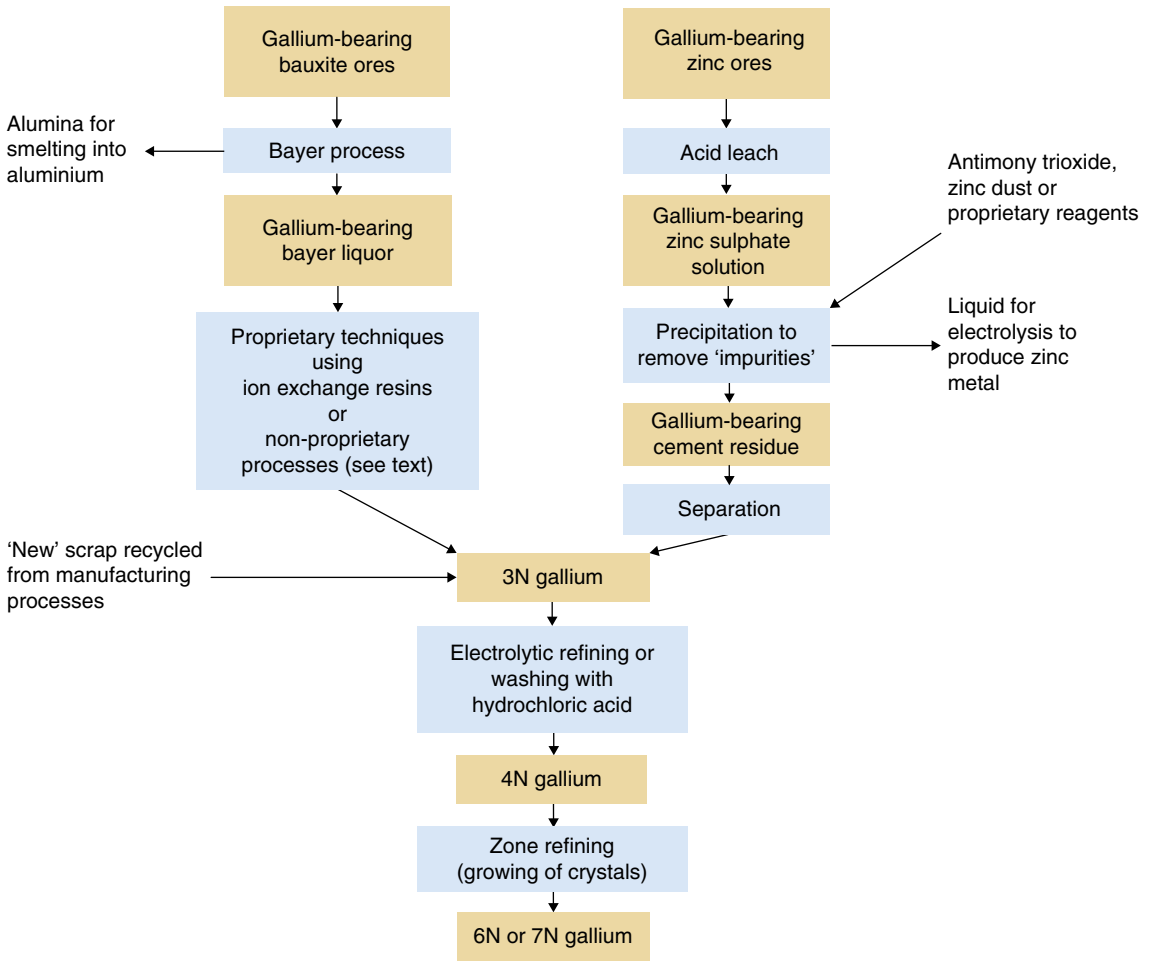 Gallium-bearing
bauxite ores
Gallium-bearing
zinc ores
Alumina for
smelting into
aluminium
Bayer process
Acid leach
Antimony trioxide,
zinc dust or
proprietary reagents
Gallium-bearing
bayer liquor
Gallium-bearing
zinc sulphate
solution
Proprietary techniques
using
ion exchange resins
or
non-proprietary
processes (see text)
Precipitation to
remove ‘impurities’
Liquid for
electrolysis to
produce zinc
metal
Gallium-bearing
cement residue
Separation
‘New’ scrap recycled
from manufacturing
processes
3N gallium
Electrolytic refining or
washing with
hydrochloric acid
4N gallium
Zone refining
(growing of crystals)
6N or 7N gallium